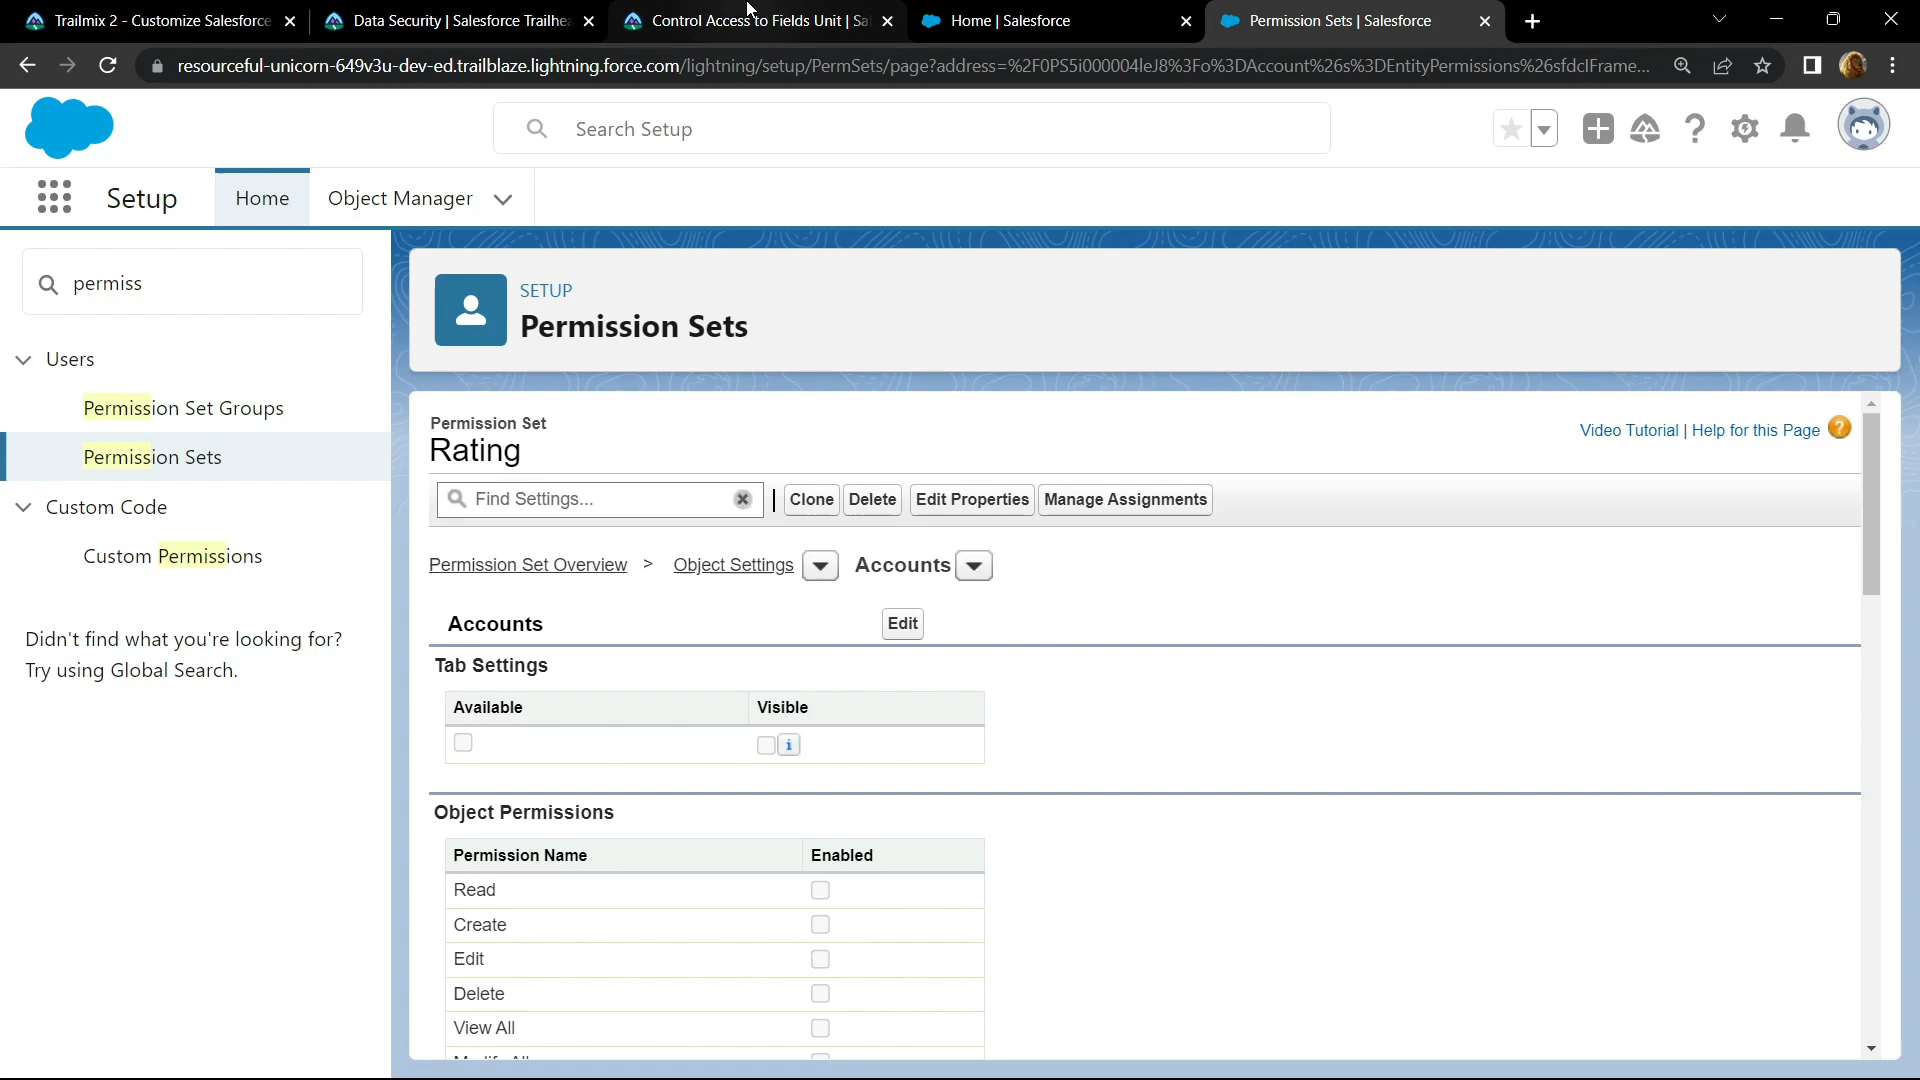 Trailmix 2 - Customize Salesforce
Data Security | Salesforce Trailhe
Control Access to Fields Unit | Sa
Home | Salesforce
Permission Sets | Salesforce
resourceful-unicorn-649v3u-dev-ed.trailblaze.lightning.force.com/lightning/setup/PermSets/page?address=%2F0PS5i000004leJ8%3Fo%3DAccount%26s%3DEntityPermissions%26sfdcIFrame...
Search Setup
Setup
Home
Object Manager
permiss
Users
Permission Set Groups
Permission Sets
Custom Code
Custom Permissions
Didn't find what you're looking for?
Try using Global Search.
SETUP
Permission Sets
Permission Set
Rating
Video Tutorial | Help for this Page
Find Settings...
Clone
Delete
Edit Properties
Manage Assignments
Permission Set Overview > Object Settings Accounts
Accounts
Edit
Tab Settings
Available Visible
Object Permissions
Permission Name Enabled
Read
Create
Edit
Delete
View All